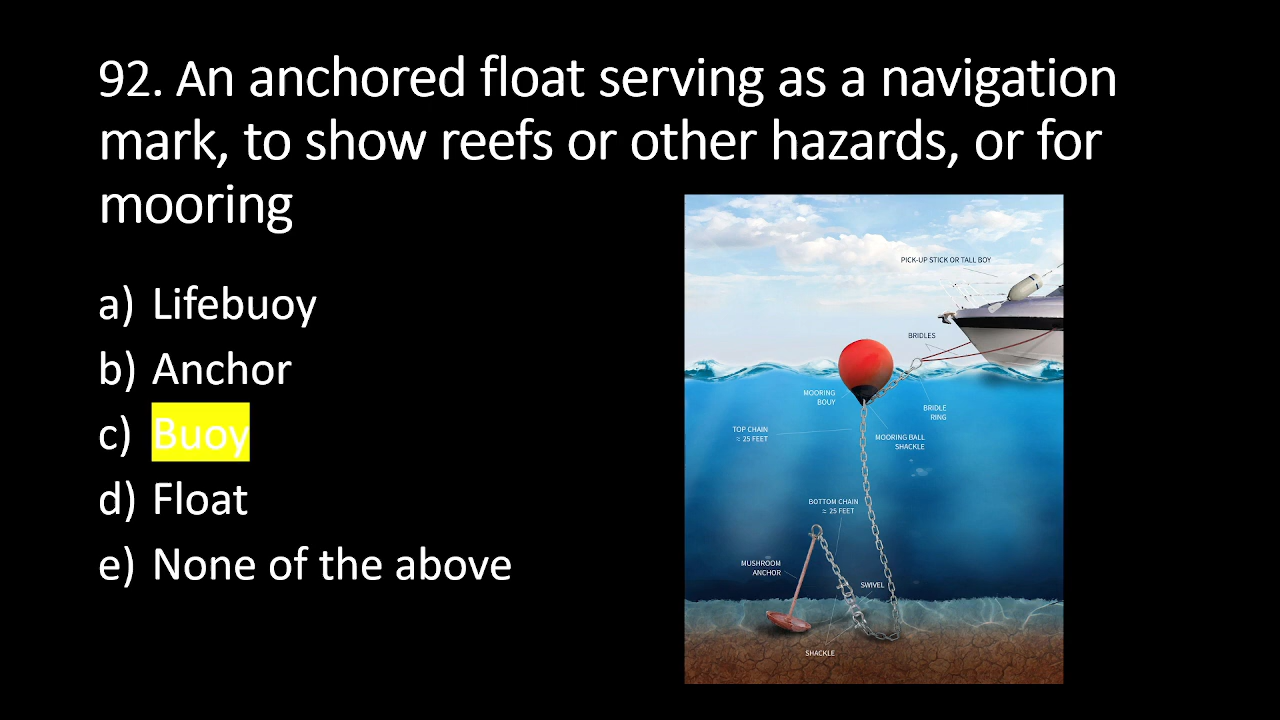 92. An anchored float serving as a navigation
mark, to show reefs or other hazards, or for
mooring
a) Lifebuoy
b) Anchor
c) Buoy
d) Float
e) None of the above
PICK-UP STICK OR TALL BOY
BRIDLES
MOORING
BOUY
BRIDLE
RING
TOP CHAIN
≈ 25 FEET
MOORING BALL
SHACKLE
BOTTOM CHAIN
≈ 25 FEET
MUSHROOM
ANCHOR
SWIVEL
SHACKLE